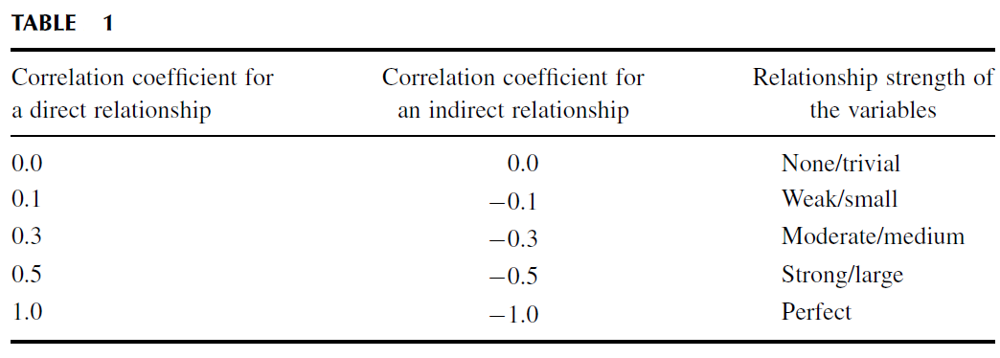 TABLE 1
Correlation coefficient for Correlation coefficient for Relationship strength of
a direct relationship an indirect relationship the variables
0.0 0.0 None/trivial
0.1 −0.1 Weak/small
0.3 −0.3 Moderate/medium
0.5 −0.5 Strong/large
1.0 −1.0 Perfect